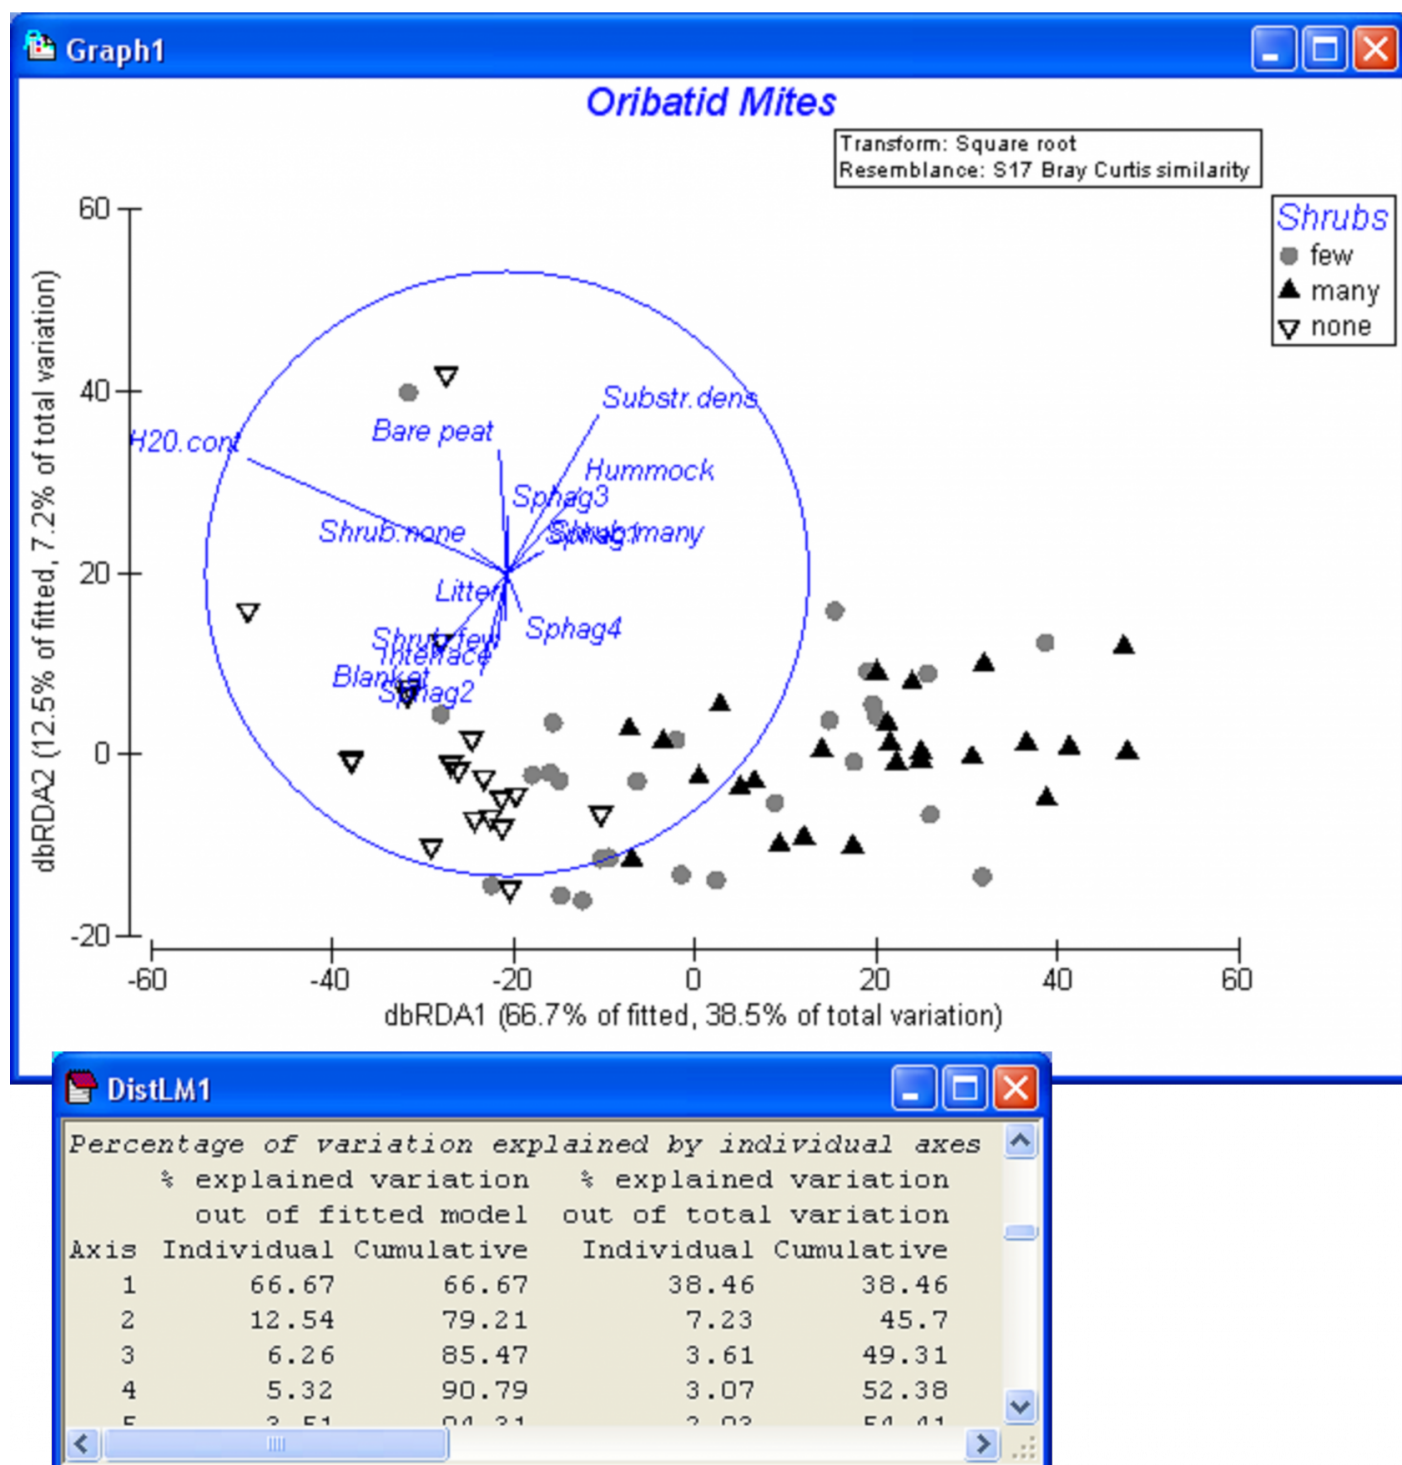 Graph1
Oribatid Mites
Transform: Square root
Resemblance: S17 Bray Curtis similarity
Shrubs
few
many
none
60
40
20
0
-20
dbRDA2 (12.5% of fitted, 7.2% of total variation)
H20.cont
Bare peat
Substr.dens
Hummock
Sphag3
Shrub.none
Shrub.many
Litter
Sphag4
Shrub.few
Interface
Blanket
Sphag2
-60
-40
-20
0
20
40
60
dbRDA1 (66.7% of fitted, 38.5% of total variation)
DistLM1
Percentage of variation explained by individual axes
% explained variation % explained variation
out of fitted model out of total variation
Axis Individual Cumulative Individual Cumulative
1 66.67 66.67 38.46 38.46
2 12.54 79.21 7.23 45.7
3 6.26 85.47 3.61 49.31
4 5.32 90.79 3.07 52.38